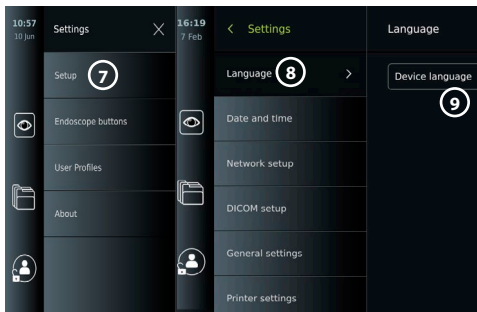 10:57
10 Jun
Settings
Setup
7
Endoscope buttons
User Profiles
About
16:19
7 Feb
Settings
Language
8
Date and time
Network setup
DICOM setup
General settings
Printer settings
Language
Device language
9